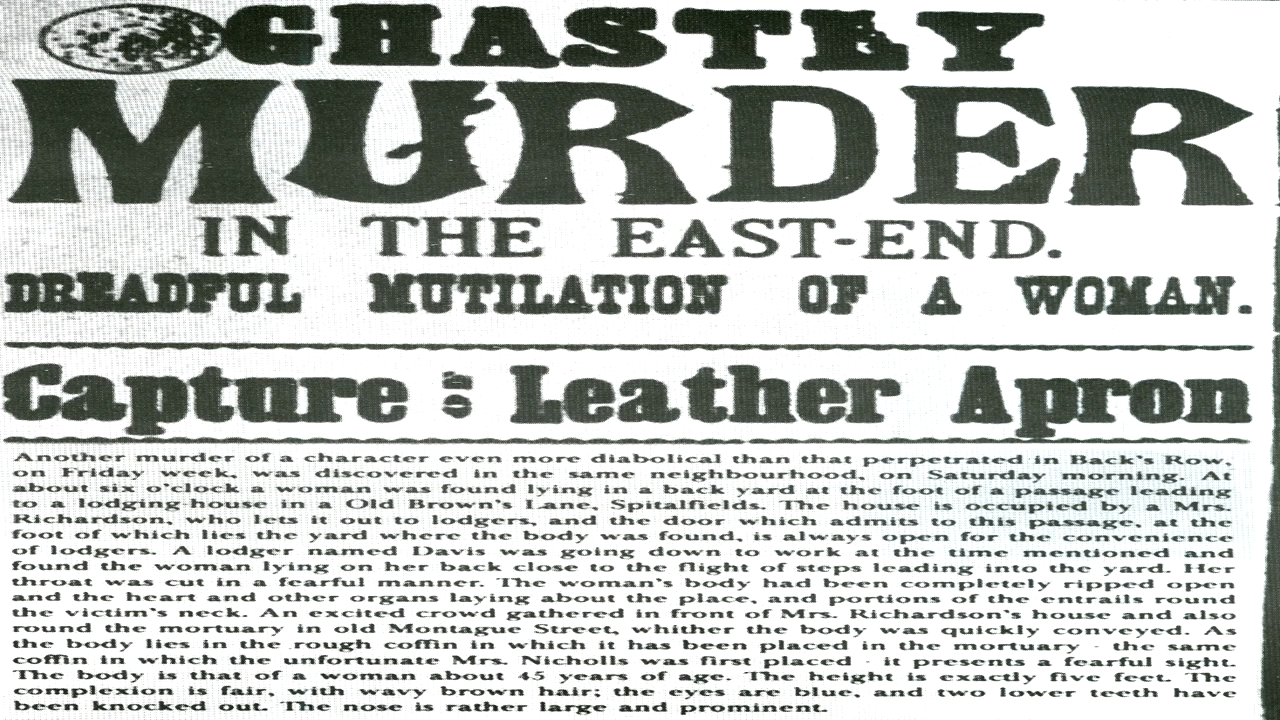 GHASTLY
MURDER
IN THE EAST-END.
DREADFUL MUTILATION OF A WOMAN.
Capture OF Leather Apron
Another murder of a character even more diabolical than that perpetrated in Back's Row,
on Friday week, was discovered in the same neighbourhood, on Saturday morning. At
about six o'clock a woman was found lying in a back yard at the foot of a passage leading
to a lodging-house in a Old Brown's Lane, Spitalfields. The house is occupied by a Mrs.
Richardson, who lets it out to lodgers, and the door which admits to this passage, at the
foot of which lies the yard where the body was found, is always open for the convenience
of lodgers. A lodger named Davis was going down to work at the time mentioned and
found the woman lying on her back close to the flight of steps leading into the yard. Her
throat was cut in a fearful manner. The woman's body had been completely ripped open
and the heart and other organs laying about the place, and portions of the entrails round
the victim's neck. An excited crowd gathered in front of Mrs. Richardson's house and also
round the mortuary in old Montague Street, whither the body was quickly conveyed. As
the body lies in the rough coffin in which it has been placed in the mortuary - the same
coffin in which the unfortunate Mrs. Nicholls was first placed - it presents a fearful sight.
The body is that of a woman about 45 years of age. The height is exactly five feet. The
complexion is fair, with wavy brown hair; the eyes are blue, and two lower teeth have
been knocked out. The nose is rather large and prominent.